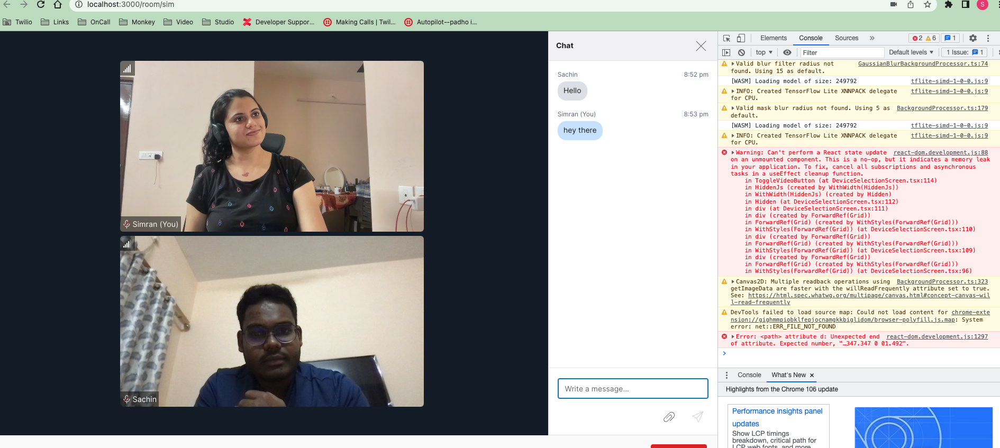 localhost:3000/room/sim
S
Twilio
Links
OnCall
Monkey
Video
Studio
Developer Suppor...
Making Calls | Twil...
Autopilot--padho i...
Simran (You)
Sachin
Chat
Sachin
8:52 pm
Hello
Simran (You)
8:53 pm
hey there
Write a message...
Elements
Console
Sources
2
6
1
top
Filter
Default levels
1 Issue:
1
Valid blur filter radius not GaussianBlurBackgroundProcessor.ts:74
found. Using 15 as default.
[WASM] Loading model of size: 249792 tflite-simd-1-0-0.js:9
INFO: Created TensorFlow Lite XNNPACK delegate tflite-simd-1-0-0.js:9
for CPU.
Valid mask blur radius not found. Using 5 as BackgroundProcessor.ts:179
default.
[WASM] Loading model of size: 249792 tflite-simd-1-0-0.js:9
INFO: Created TensorFlow Lite XNNPACK delegate tflite-simd-1-0-0.js:9
for CPU.
Warning: Can't perform a React state update react-dom.development.js:88
on an unmounted component. This is a no-op, but it indicates a memory leak
in your application. To fix, cancel all subscriptions and asynchronous
tasks in a useEffect cleanup function.
in ToggleVideoButton (at DeviceSelectionScreen.tsx:114)
in HiddenJs (created by WithWidth(HiddenJs))
in WithWidth(HiddenJs) (created by Hidden)
in Hidden (at DeviceSelectionScreen.tsx:112)
in div (at DeviceSelectionScreen.tsx:111)
in div (created by ForwardRef(Grid))
in ForwardRef(Grid) (created by WithStyles(ForwardRef(Grid)))
in WithStyles(ForwardRef(Grid)) (at DeviceSelectionScreen.tsx:110)
in div (created by ForwardRef(Grid))
in ForwardRef(Grid) (created by WithStyles(ForwardRef(Grid)))
in WithStyles(ForwardRef(Grid)) (at DeviceSelectionScreen.tsx:109)
in div (created by ForwardRef(Grid))
in ForwardRef(Grid) (created by WithStyles(ForwardRef(Grid)))
in WithStyles(ForwardRef(Grid)) (at DeviceSelectionScreen.tsx:96)
Canvas2D: Multiple readback operations using BackgroundProcessor.ts:323
getImageData are faster with the willReadFrequently attribute set to true.
See: https://html.spec.whatwg.org/multipage/canvas.html#concept-canvas-wil
l-read-frequently
DevTools failed to load source map: Could not load content for chrome-exte
nsion://gighmmpiobklfepjocnamgkkbiglidom/browser-polyfill.js.map: System
error: net::ERR_FILE_NOT_FOUND
Error: <path> attribute d: Unexpected end react-dom.development.js:1297
of attribute. Expected number, "…347.347 0 01.492".
Console
What's New
Highlights from the Chrome 106 update
Performance insights panel
updates
Show LCP timings
breakdown, critical path for
LCP, web fonts, and more